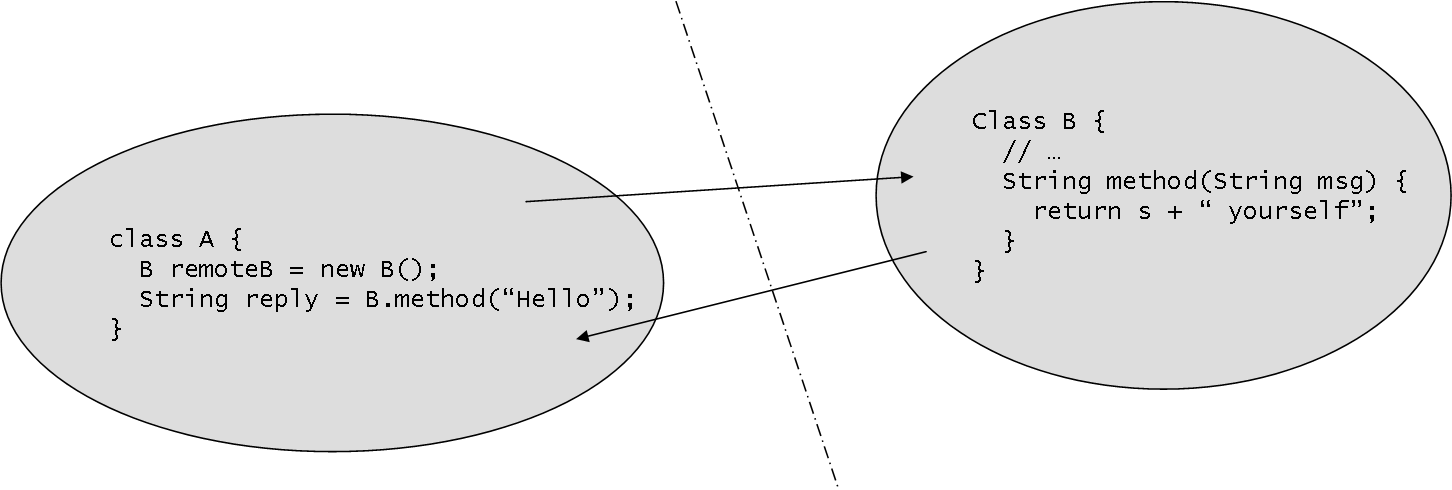 class A {
B remoteB = new B();
String reply = B.method(“Hello”);
}
Class B {
// …
String method(String msg) {
return s + “ yourself”;
}
}